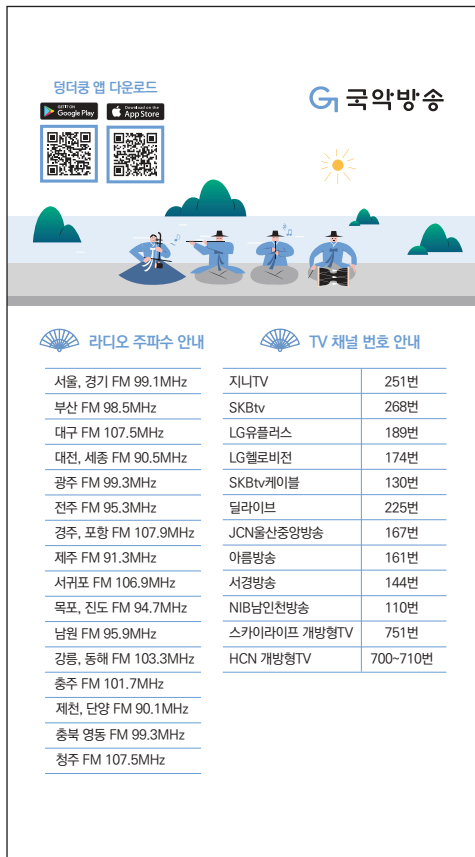 덩더쿵 앱 다운로드
GET IT ON
Google Play
Download on the
App Store
국악방송
라디오 주파수 안내
서울, 경기 FM 99.1MHz
부산 FM 98.5MHz
대구 FM 107.5MHz
대전, 세종 FM 90.5MHz
광주 FM 99.3MHz
전주 FM 95.3MHz
경주, 포항 FM 107.9MHz
제주 FM 91.3MHz
서귀포 FM 106.9MHz
목포, 진도 FM 94.7MHz
남원 FM 95.9MHz
강릉, 동해 FM 103.3MHz
충주 FM 101.7MHz
제천, 단양 FM 90.1MHz
충북 영동 FM 99.3MHz
청주 FM 107.5MHz
TV 채널 번호 안내
지니TV 251번
SKBtv 268번
LG유플러스 189번
LG헬로비전 174번
SKBtv케이블 130번
딜라이브 225번
JCN울산중앙방송 167번
아름방송 161번
서경방송 144번
NIB남인천방송 110번
스카이라이프 개방형TV 751번
HCN 개방형TV 700~710번